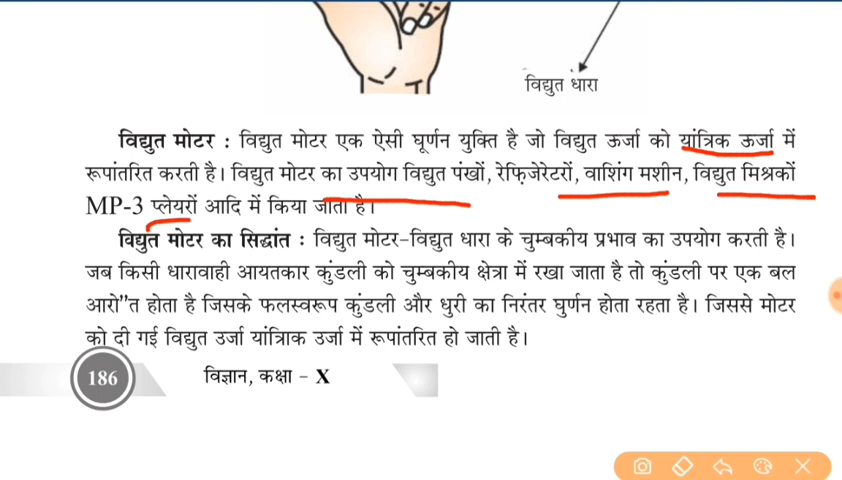 विद्युत धारा
विद्युत मोटर : विद्युत मोटर एक ऐसी घूर्णन युक्ति है जो विद्युत ऊर्जा को यांत्रिक ऊर्जा में
रूपांतरित करती है। विद्युत मोटर का उपयोग विद्युत पंखों, रेफ़्रिजेरेटरों, वाशिंग मशीन, विद्युत मिश्रकों
MP-3 प्लेयरों आदि में किया जाता है।
विद्युत मोटर का सिद्धांत : विद्युत मोटर-विद्युत धारा के चुम्बकीय प्रभाव का उपयोग करती है।
जब किसी धारावाही आयतकार कुंडली को चुम्बकीय क्षेत्रा में रखा जाता है तो कुंडली पर एक बल
आरो"त होता है जिसके फलस्वरूप कुंडली और धुरी का निरंतर घुर्णन होता रहता है। जिससे मोटर
को दी गई विद्युत उर्जा यांत्रिाक उर्जा में रूपांतरित हो जाती है।
186
विज्ञान, कक्षा - X